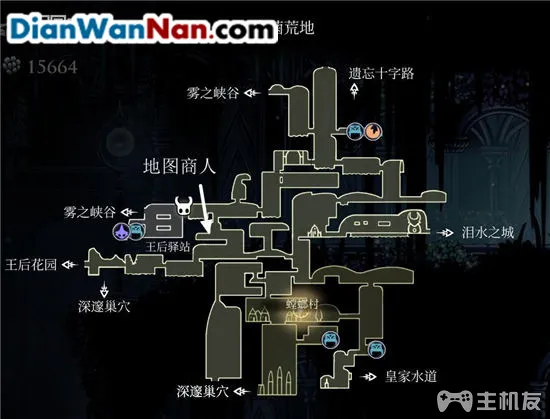 DianWanNan.com
荒地
15664
雾之峡谷
遗忘十字路
地图商人
雾之峡谷
王后驿站
泪水之城
王后花园
深邃巢穴
螳螂村
深邃巢穴
皇家水道
主机友